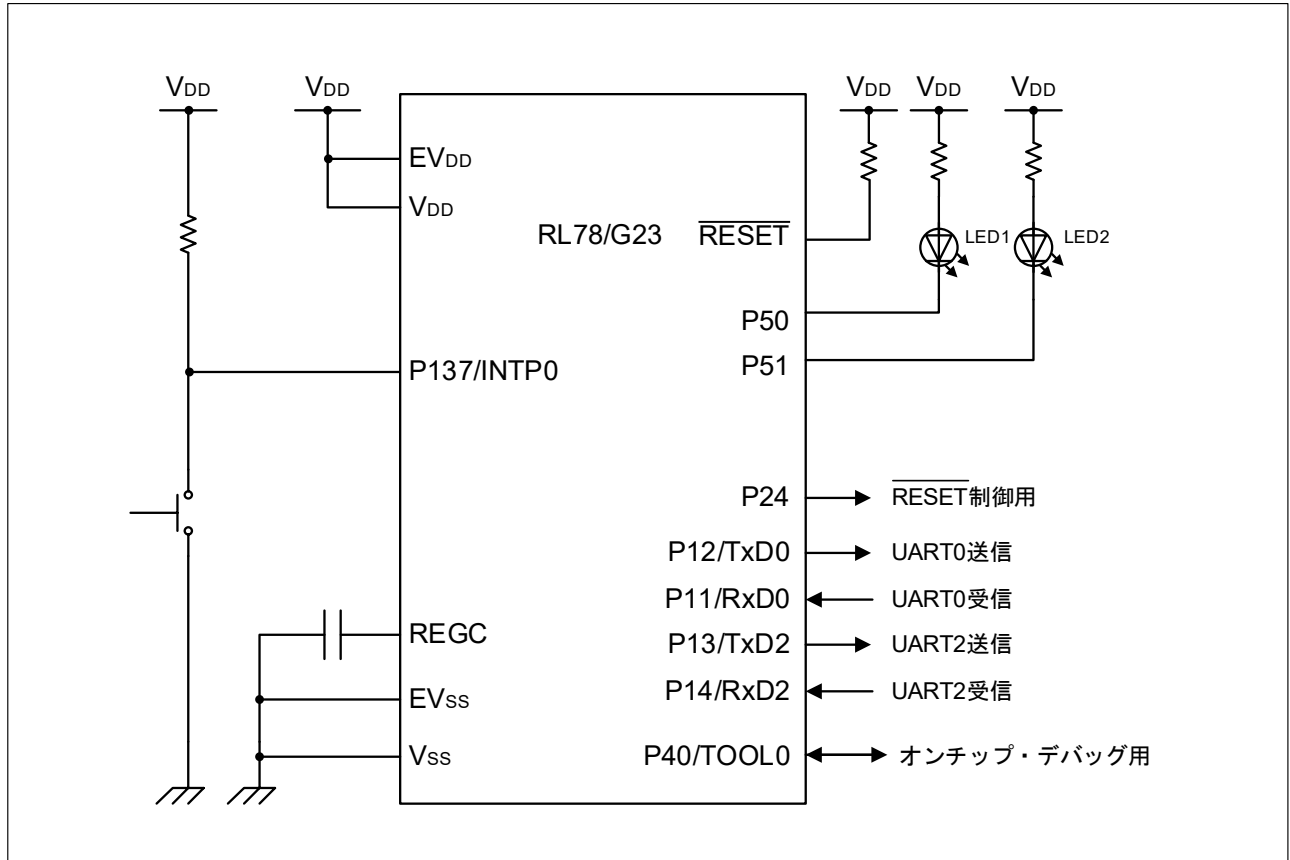 VDD
VDD
VDD
VDD
VDD
EVDD
VDD
RL78/G23
RESET
LED1
LED2
P50
P137/INTP0
P51
P24
RESET制御用
P12/TxD0
UART0送信
P11/RxD0
UART0受信
REGC
P13/TxD2
UART2送信
P14/RxD2
UART2受信
EVss
Vss
P40/TOOL0
オンチップ・デバッグ用